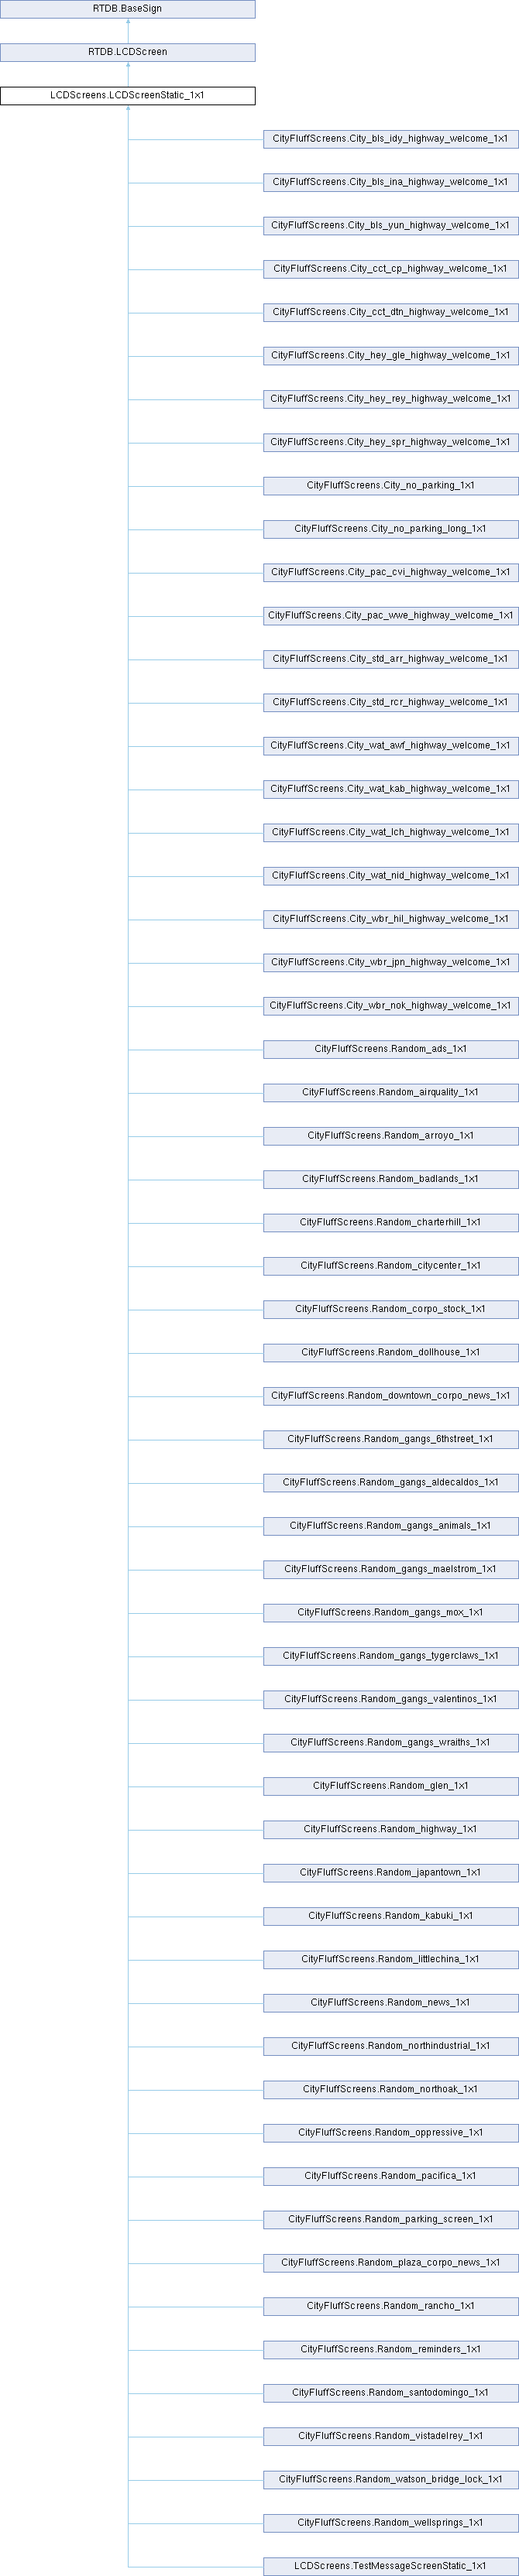 RTDB.BaseSign
RTDB.LCDScreen
LCDScreens.LCDScreenStatic_1x1
CityFluffScreens.City_bls_idy_highway_welcome_1x1
CityFluffScreens.City_bls_ina_highway_welcome_1x1
CityFluffScreens.City_bls_yun_highway_welcome_1x1
CityFluffScreens.City_cct_cp_highway_welcome_1x1
CityFluffScreens.City_cct_dtn_highway_welcome_1x1
CityFluffScreens.City_hey_gle_highway_welcome_1x1
CityFluffScreens.City_hey_rey_highway_welcome_1x1
CityFluffScreens.City_hey_spr_highway_welcome_1x1
CityFluffScreens.City_no_parking_1x1
CityFluffScreens.City_no_parking_long_1x1
CityFluffScreens.City_pac_cvi_highway_welcome_1x1
CityFluffScreens.City_pac_wwe_highway_welcome_1x1
CityFluffScreens.City_std_arr_highway_welcome_1x1
CityFluffScreens.City_std_rcr_highway_welcome_1x1
CityFluffScreens.City_wat_awf_highway_welcome_1x1
CityFluffScreens.City_wat_kab_highway_welcome_1x1
CityFluffScreens.City_wat_lch_highway_welcome_1x1
CityFluffScreens.City_wat_nid_highway_welcome_1x1
CityFluffScreens.City_wbr_hil_highway_welcome_1x1
CityFluffScreens.City_wbr_jpn_highway_welcome_1x1
CityFluffScreens.City_wbr_nok_highway_welcome_1x1
CityFluffScreens.Random_ads_1x1
CityFluffScreens.Random_airquality_1x1
CityFluffScreens.Random_arroyo_1x1
CityFluffScreens.Random_badlands_1x1
CityFluffScreens.Random_charterhill_1x1
CityFluffScreens.Random_citycenter_1x1
CityFluffScreens.Random_corpo_stock_1x1
CityFluffScreens.Random_dollhouse_1x1
CityFluffScreens.Random_downtown_corpo_news_1x1
CityFluffScreens.Random_gangs_6thstreet_1x1
CityFluffScreens.Random_gangs_aldecaldos_1x1
CityFluffScreens.Random_gangs_animals_1x1
CityFluffScreens.Random_gangs_maelstrom_1x1
CityFluffScreens.Random_gangs_mox_1x1
CityFluffScreens.Random_gangs_tygerclaws_1x1
CityFluffScreens.Random_gangs_valentinos_1x1
CityFluffScreens.Random_gangs_wraiths_1x1
CityFluffScreens.Random_glen_1x1
CityFluffScreens.Random_highway_1x1
CityFluffScreens.Random_japantown_1x1
CityFluffScreens.Random_kabuki_1x1
CityFluffScreens.Random_littlechina_1x1
CityFluffScreens.Random_news_1x1
CityFluffScreens.Random_northindustrial_1x1
CityFluffScreens.Random_northoak_1x1
CityFluffScreens.Random_oppressive_1x1
CityFluffScreens.Random_pacifica_1x1
CityFluffScreens.Random_parking_screen_1x1
CityFluffScreens.Random_plaza_corpo_news_1x1
CityFluffScreens.Random_rancho_1x1
CityFluffScreens.Random_reminders_1x1
CityFluffScreens.Random_santodomingo_1x1
CityFluffScreens.Random_vistadelrey_1x1
CityFluffScreens.Random_watson_bridge_lock_1x1
CityFluffScreens.Random_wellsprings_1x1
LCDScreens.TestMessageScreenStatic_1x1